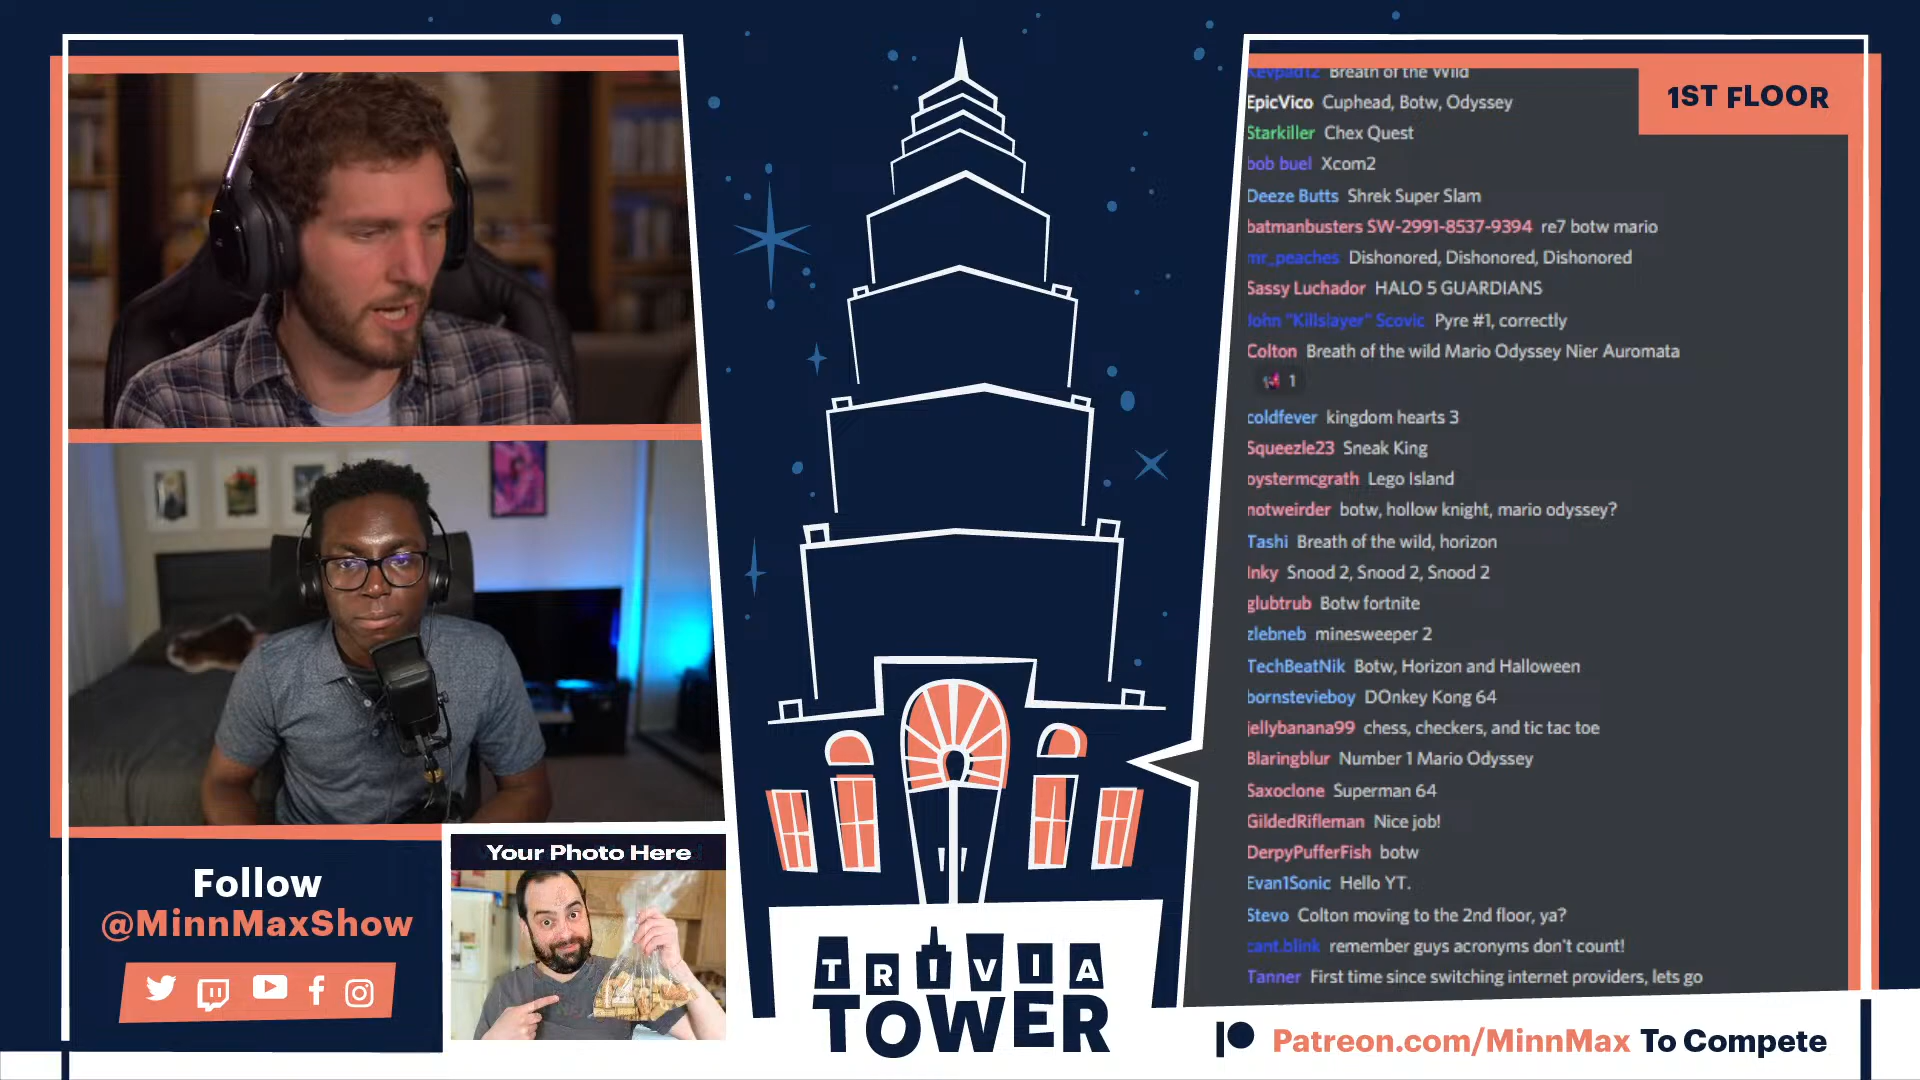 Keypad12 Breath of the Wild
1ST FLOOR
EpicVico Cuphead, Botw, Odyssey
Starkiller Chex Quest
bob buel Xcom2
Deeze Butts Shrek Super Slam
batmanbusters SW-2991-8537-9394 re7 botw mario
mr_peaches Dishonored, Dishonored, Dishonored
Sassy Luchador HALO 5 GUARDIANS
John "Killslayer" Scovic Pyre #1, correctly
Colton Breath of the wild Mario Odyssey Nier Auromata
1
coldfever kingdom hearts 3
Squeezle23 Sneak King
oystermcgrath Lego Island
notweirder botw, hollow knight, mario odyssey?
Tashi Breath of the wild, horizon
Inky Snood 2, Snood 2, Snood 2
glubtrub Botw fortnite
zlebneb minesweeper 2
TechBeatNik Botw, Horizon and Halloween
bornstevieboy DOnkey Kong 64
jellybanana99 chess, checkers, and tic tac toe
Blaringblur Number 1 Mario Odyssey
Saxoclone Superman 64
GildedRifleman Nice job!
DerpyPufferFish botw
Evan1Sonic Hello YT.
Stevo Colton moving to the 2nd floor, ya?
cant.blink remember guys acronyms don't count!
Tanner First time since switching internet providers, lets go
Your Photo Here
Follow
@MinnMaxShow
TRIVIA
TOWER
Patreon.com/MinnMax To Compete